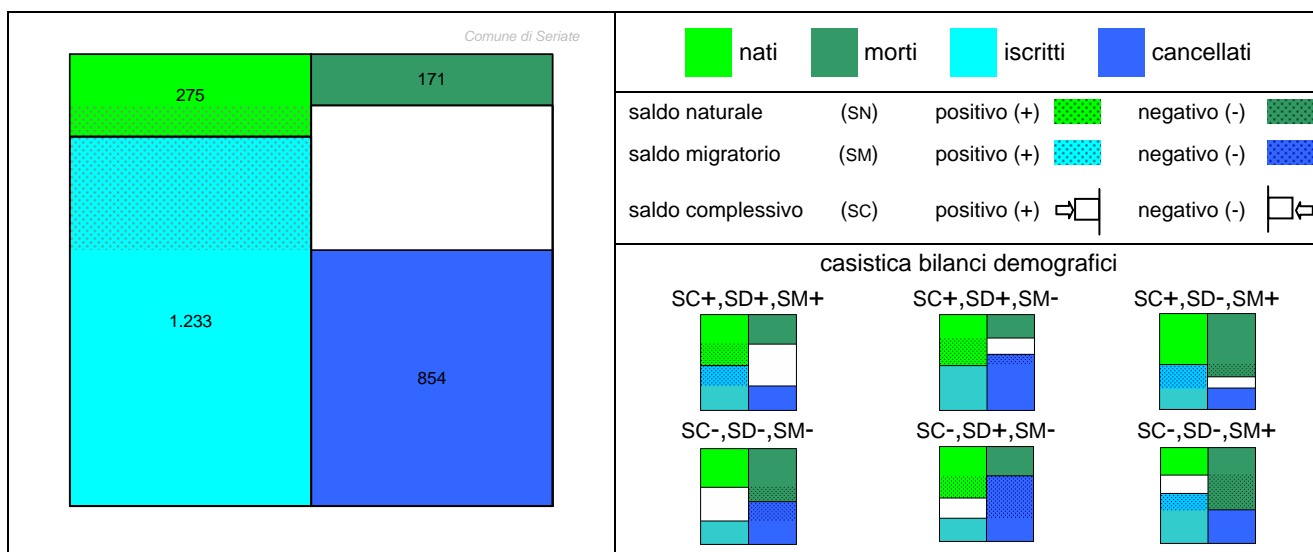 Comune di Seriate
275
171
1.233
854
nati morti iscritti cancellati
saldo naturale (SN) positivo (+) negativo (-)
saldo migratorio (SM) positivo (+) negativo (-)
saldo complessivo (SC) positivo (+) negativo (-)
casistica bilanci demografici
SC+,SD+,SM+ SC+,SD+,SM- SC+,SD-,SM+
SC-,SD-,SM- SC-,SD+,SM- SC-,SD-,SM+